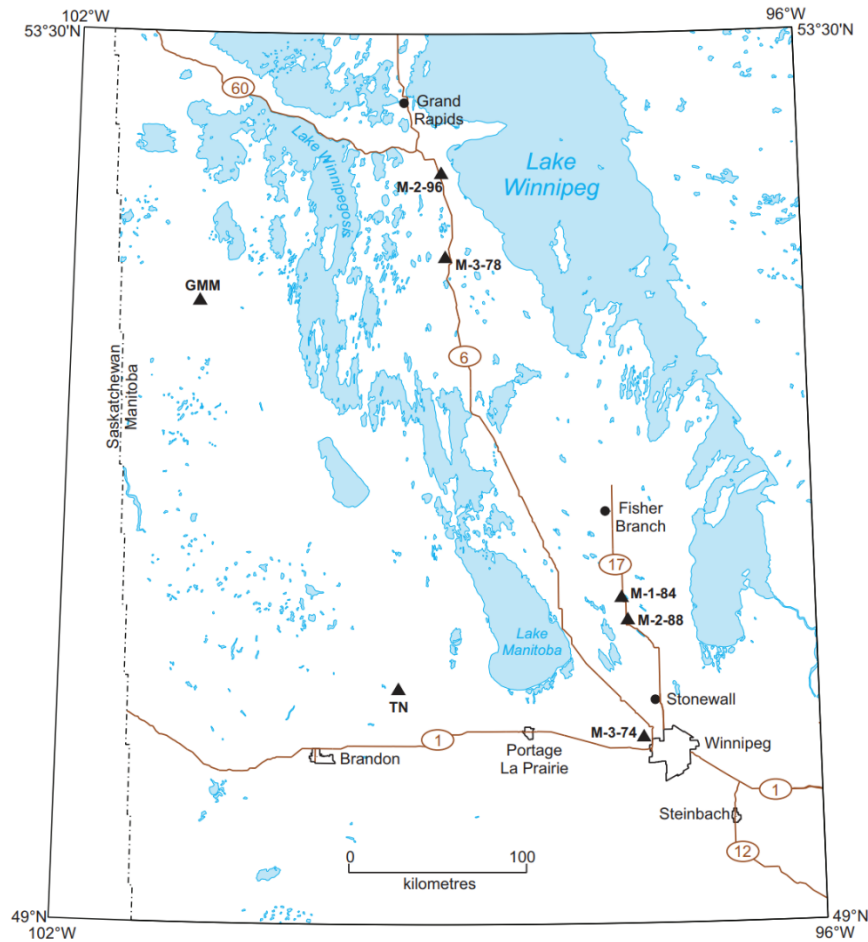 102°W
96°W
53°30'N
53°30'N
60
Grand
Rapids
Lake Winnipegosis
Lake
Winnipeg
M-2-96
M-3-78
GMM
6
Saskatchewan
Manitoba
Fisher
Branch
17
M-1-84
M-2-88
Lake
Manitoba
TN
Stonewall
M-3-74
Winnipeg
1
Portage
La Prairie
Brandon
1
Steinbach
12
0
100
kilometres
49°N
49°N
102°W
96°W